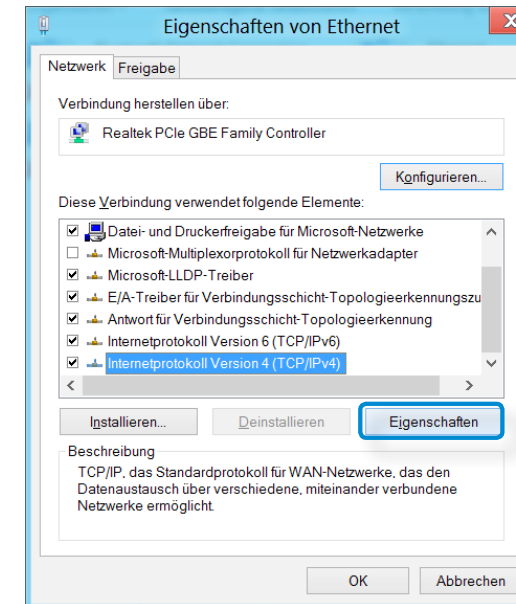 Eigenschaften von Ethernet
Netzwerk Freigabe
Verbindung herstellen über:
Realtek PCIe GBE Family Controller
Konfigurieren...
Diese Verbindung verwendet folgende Elemente:
Datei- und Druckerfreigabe für Microsoft-Netzwerke
Microsoft-Multiplexorprotokoll für Netzwerkadapter
Microsoft-LLDP-Treiber
E/A-Treiber für Verbindungsschicht-Topologieerkennungszu
Antwort für Verbindungsschicht-Topologieerkennung
Internetprotokoll Version 6 (TCP/IPv6)
Internetprotokoll Version 4 (TCP/IPv4)
Installieren... Deinstallieren Eigenschaften
Beschreibung
TCP/IP, das Standardprotokoll für WAN-Netzwerke, das den
Datenaustausch über verschiedene, miteinander verbundene
Netzwerke ermöglicht.
OK Abbrechen